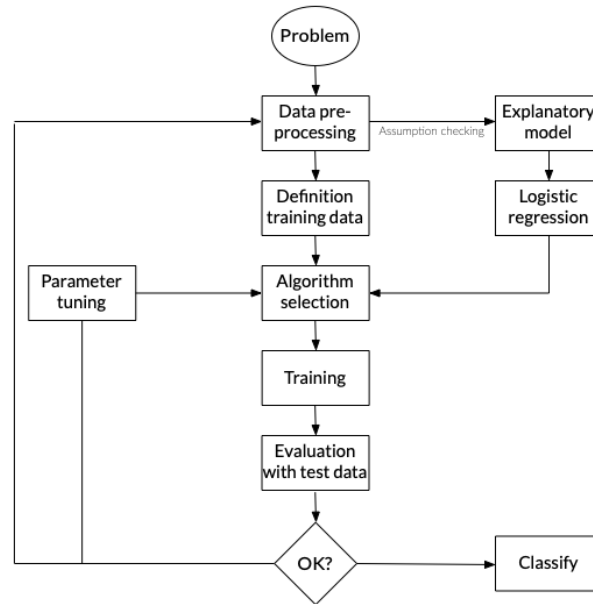 Problem
Data pre-
processing
Assumption checking
Explanatory
model
Definition
training data
Logistic
regression
Parameter
tuning
Algorithm
selection
Training
Evaluation
with test data
OK?
Classify